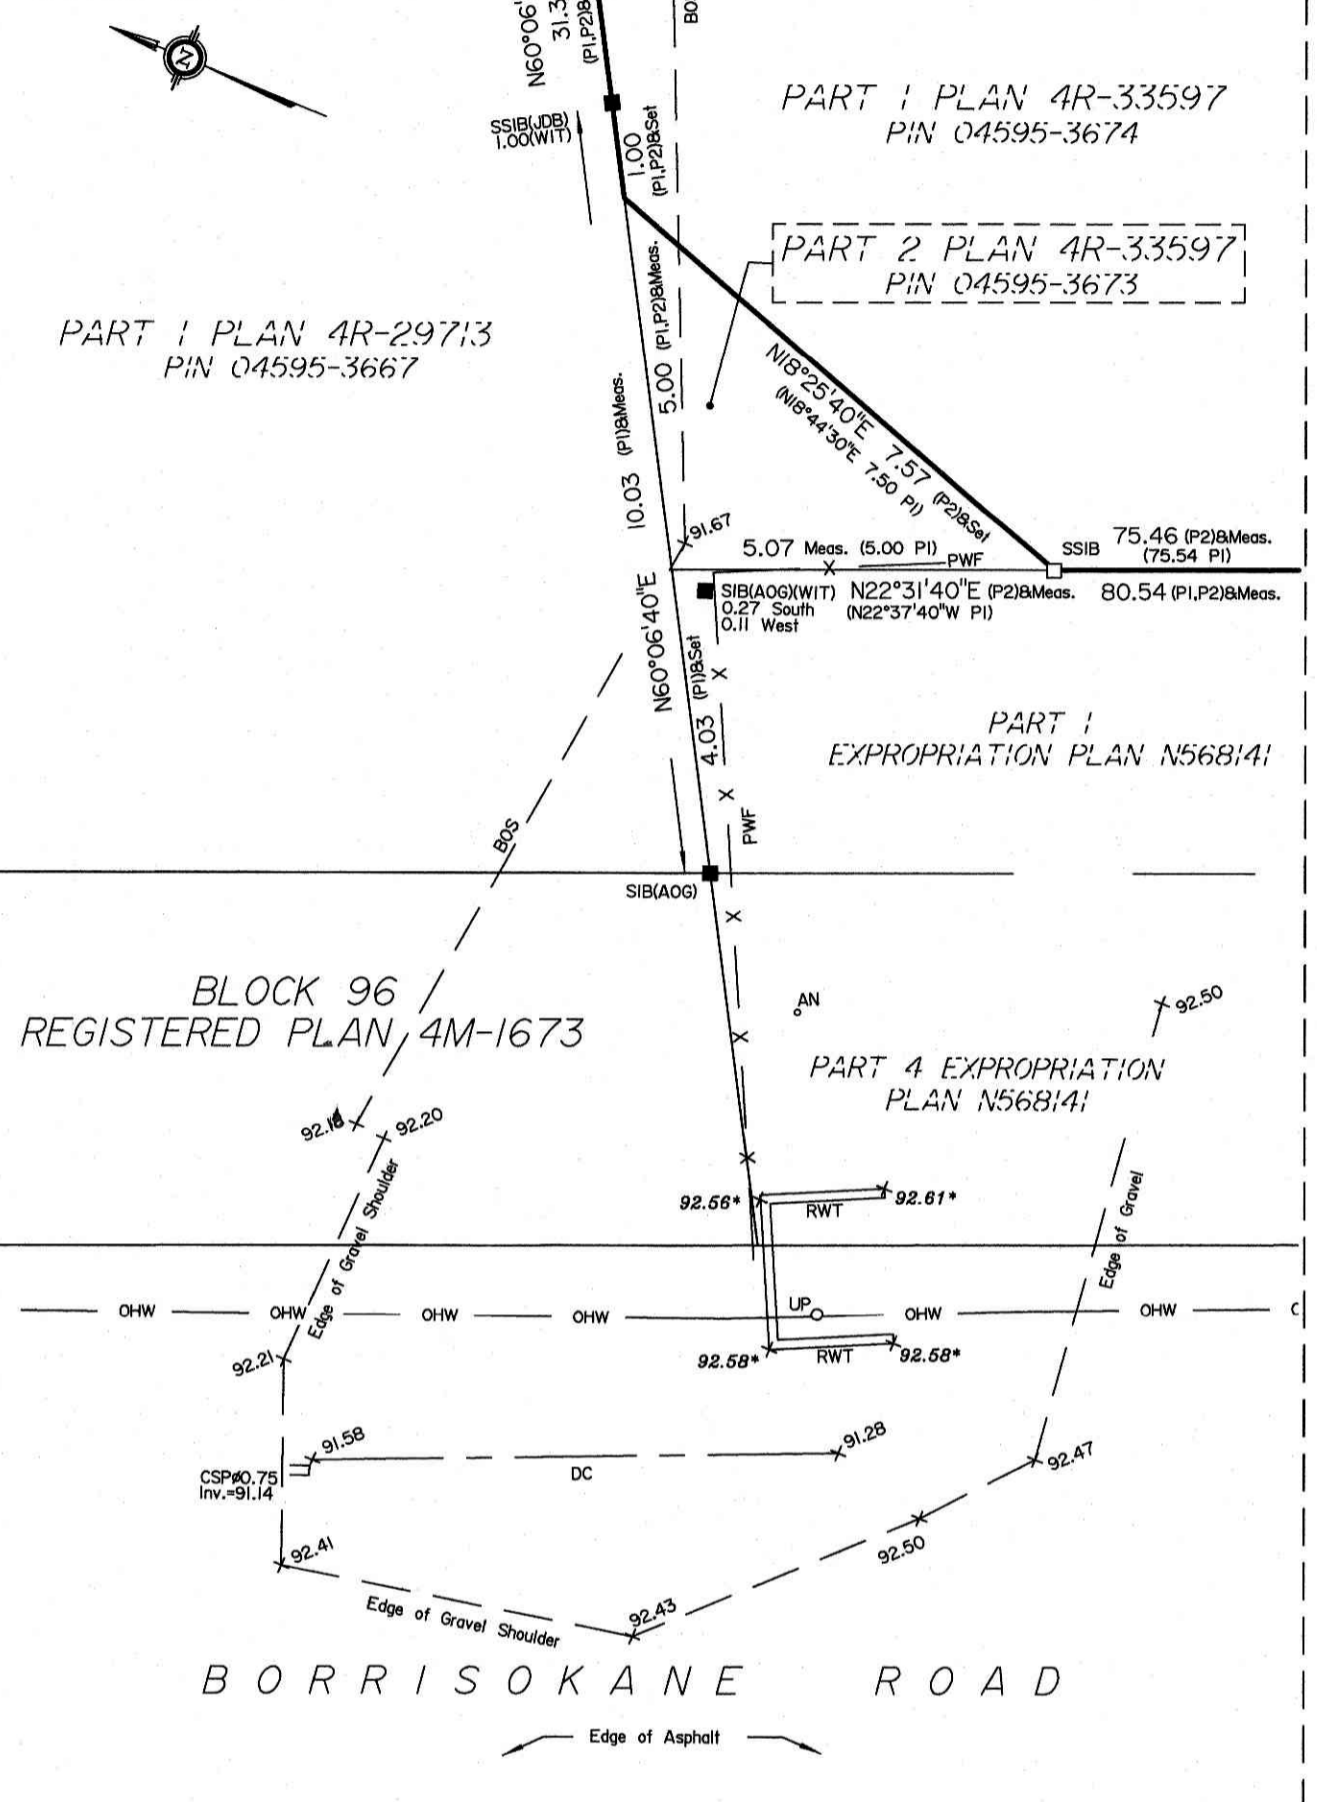 N
N60°06'
31.3
(P1,P2)&
BO
SSIB(JDB)
1.00(WIT)
1.00
(P1,P2)&Set
PART 1 PLAN 4R-33597
PIN 04595-3674
PART 2 PLAN 4R-33597
PIN 04595-3673
PART 1 PLAN 4R-29713
PIN 04595-3667
5.00 (P1,P2)&Meas.
10.03 (P1)&Meas.
N18°25'40"E 7.57 (P2)&Set
(N18°44'30"E 7.50 P1)
91.67
5.07 Meas. (5.00 P1)
PWF
SSIB
75.46 (P2)&Meas.
(75.54 P1)
SIB(AOG)(WIT)
0.27 South
0.11 West
N22°31'40"E (P2)&Meas.
(N22°37'40"W P1)
80.54 (P1,P2)&Meas.
N60°06'40"E
4.03 (P1)&Set
PART 1
EXPROPRIATION PLAN N568141
PWF
BOS
SIB(AOG)
BLOCK 96
REGISTERED PLAN 4M-1673
AN
92.50
PART 4 EXPROPRIATION
PLAN N568141
92.20
Edge of Gravel Shoulder
92.56*
RWT
92.61*
Edge of Gravel
OHW
OHW
OHW
OHW
UP
OHW
OHW
92.21
92.58*
RWT
92.58*
91.58
91.28
DC
CSPø0.75
Inv.=91.14
92.47
92.50
92.41
Edge of Gravel Shoulder
92.43
BORRISOKANE ROAD
Edge of Asphalt